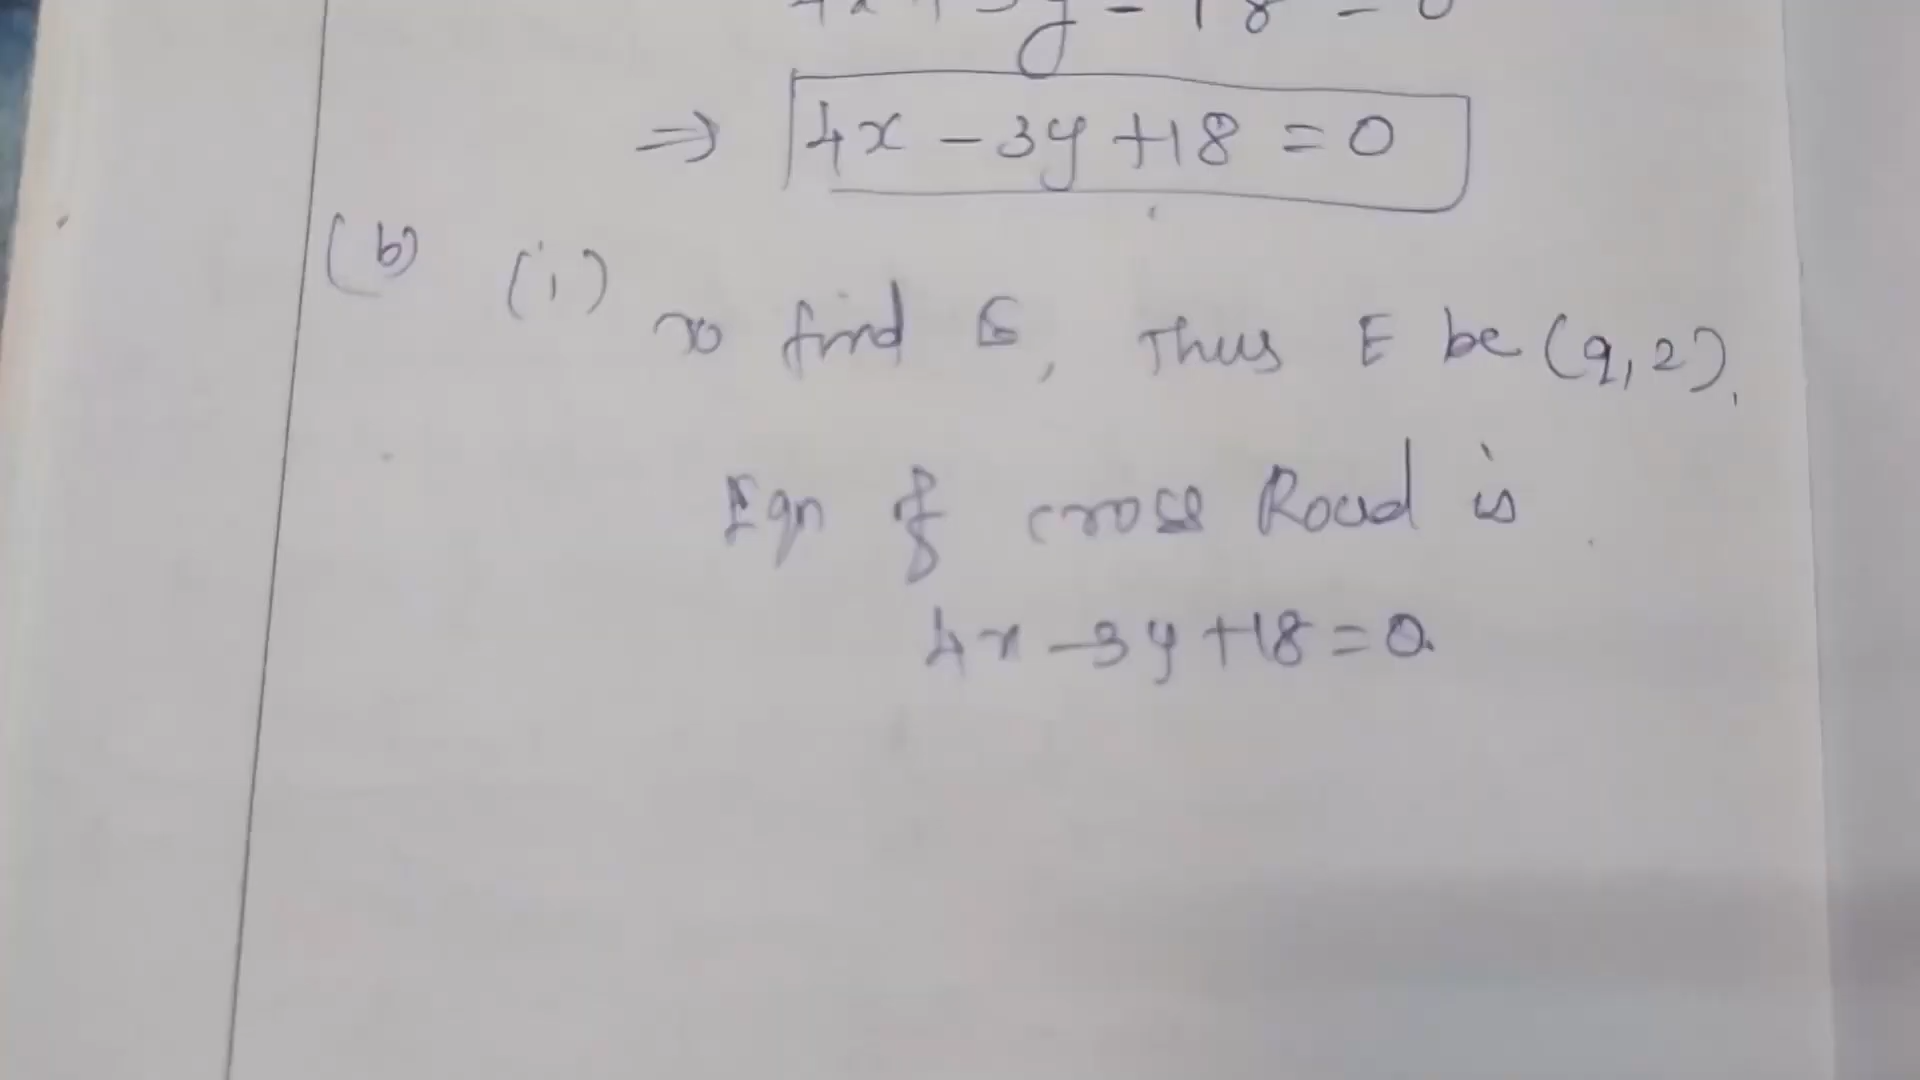 ⇒ 4x - 3y + 18 = 0
(b) (i)
to find E, Thus E be (9, 2).
Eqn of cross Road is
4x - 3y + 18 = 0.